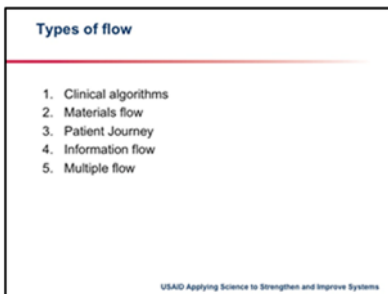 Types of flow
1. Clinical algorithms
2. Materials flow
3. Patient Journey
4. Information flow
5. Multiple flow
USAID Applying Science to Strengthen and Improve Systems